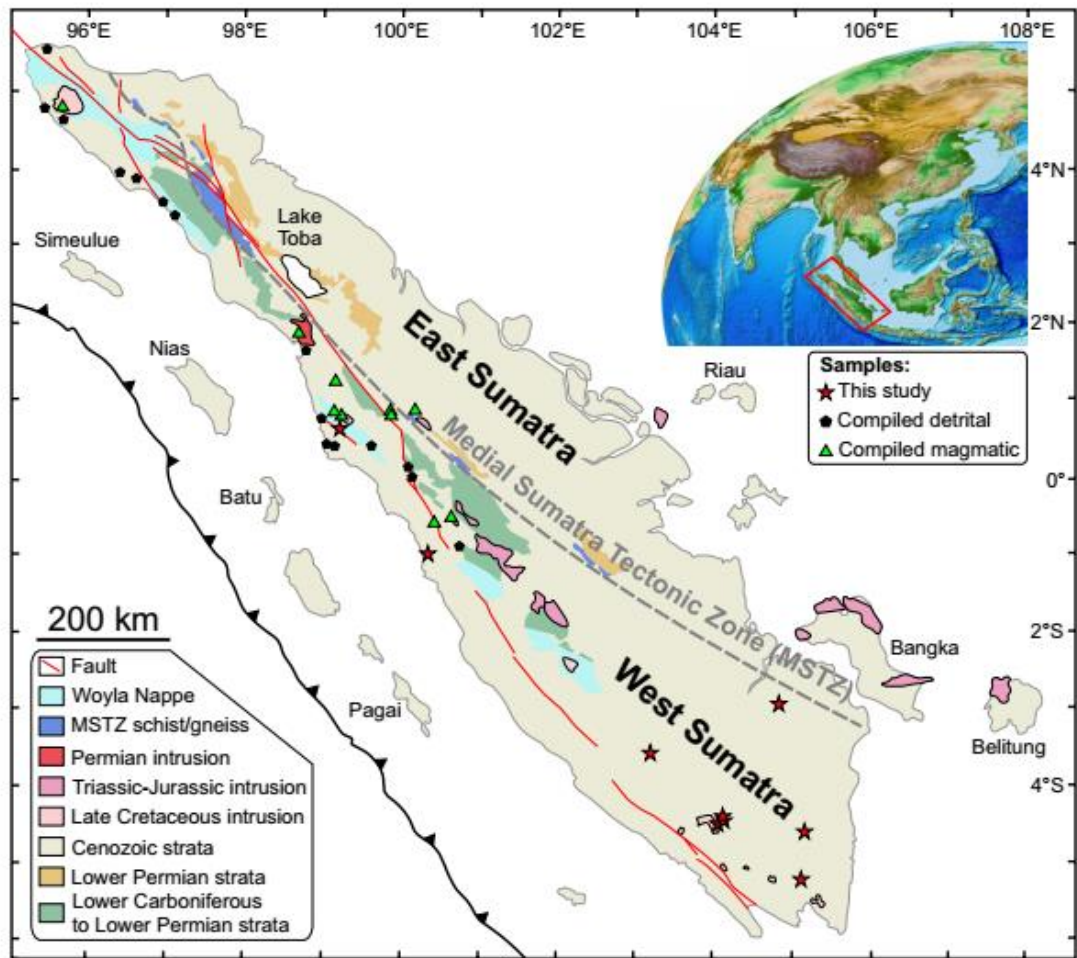 96°E 98°E 100°E 102°E 104°E 106°E 108°E
4°N
Lake
Toba
Simeulue
2°N
Nias
East Sumatra
Riau
Samples:
This study
Compiled detrital
Compiled magmatic
Medial Sumatra Tectonic Zone (MSTZ)
0°
Batu
200 km
2°S
Bangka
West Sumatra
Pagai
Belitung
4°S
Fault
Woyla Nappe
MSTZ schist/gneiss
Permian intrusion
Triassic-Jurassic intrusion
Late Cretaceous intrusion
Cenozoic strata
Lower Permian strata
Lower Carboniferous
to Lower Permian strata